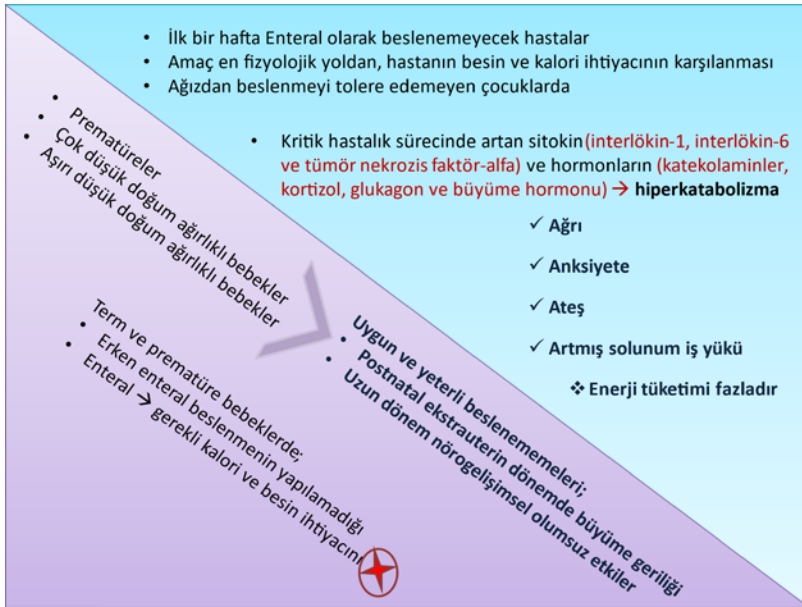 • İlk bir hafta Enteral olarak beslenemeyecek hastalar
• Amaç en fizyolojik yoldan, hastanın besin ve kalori ihtiyacının karşılanması
• Ağızdan beslenmeyi tolere edemeyen çocuklarda
• Kritik hastalık sürecinde artan sitokin(interlökin-1, interlökin-6
ve tümör nekrozis faktör-alfa) ve hormonların (katekolaminler,
kortizol, glukagon ve büyüme hormonu) → hiperkatabolizma
✓ Ağrı
✓ Anksiyete
✓ Ateş
✓ Artmış solunum iş yükü
❖ Enerji tüketimi fazladır
• Prematüreler
• Çok düşük doğum ağırlıklı bebekler
• Aşırı düşük doğum ağırlıklı bebekler
Term ve prematüre bebeklerde;
• Erken enteral beslenmenin yapılamadığı
• Enteral → gerekli kalori ve besin ihtiyacını
Uygun ve yeterli beslenememeleri;
• Postnatal ekstrauterin dönemde büyüme geriliği
• Uzun dönem nörogelişimsel olumsuz etkiler